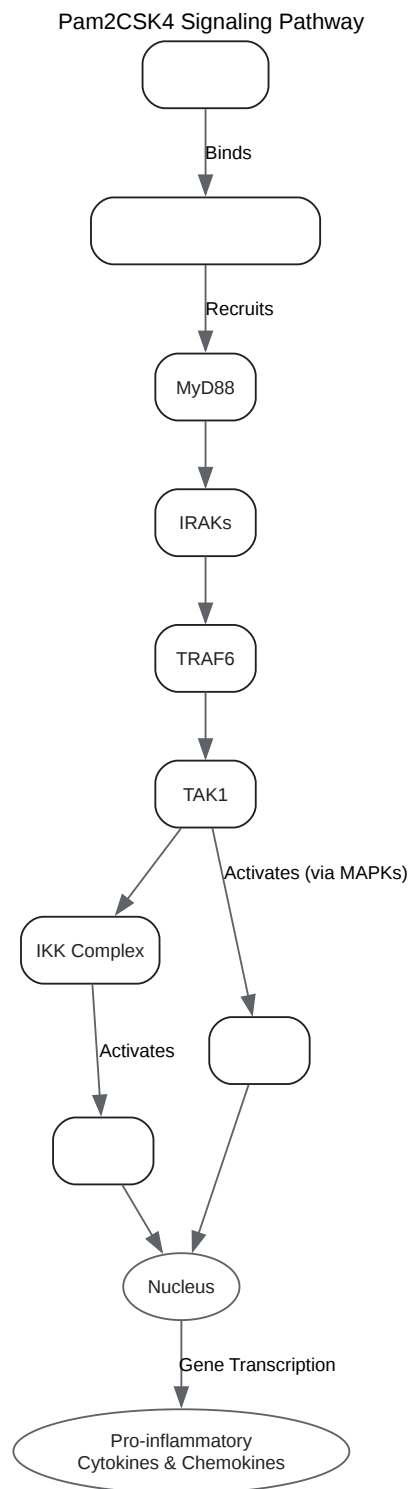 Pam2CSK4 Signaling Pathway
Binds
Recruits
MyD88
IRAKs
TRAF6
TAK1
Activates (via MAPKs)
IKK Complex
Activates
Nucleus
Gene Transcription
Pro-inflammatory
Cytokines & Chemokines